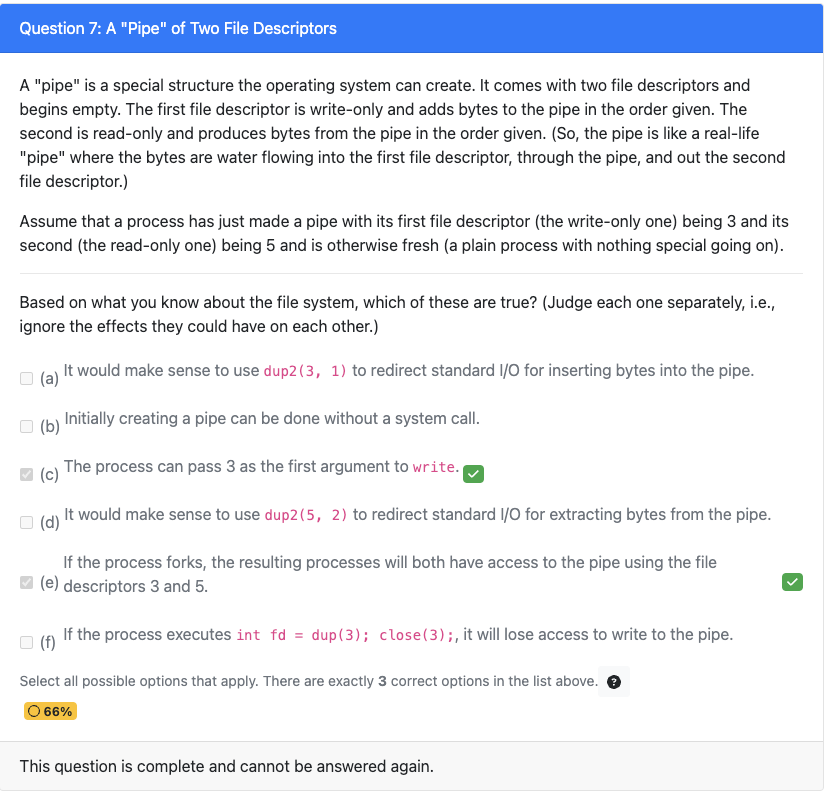 Question 7: A "Pipe" of Two File Descriptors
A "pipe" is a special structure the operating system can create. It comes with two file descriptors and
begins empty. The first file descriptor is write-only and adds bytes to the pipe in the order given. The
second is read-only and produces bytes from the pipe in the order given. (So, the pipe is like a real-life
"pipe" where the bytes are water flowing into the first file descriptor, through the pipe, and out the second
file descriptor.)
Assume that a process has just made a pipe with its first file descriptor (the write-only one) being 3 and its
second (the read-only one) being 5 and is otherwise fresh (a plain process with nothing special going on).
Based on what you know about the file system, which of these are true? (Judge each one separately, i.e.,
ignore the effects they could have on each other.)
(a) It would make sense to use dup2(3, 1) to redirect standard I/O for inserting bytes into the pipe.
(b) Initially creating a pipe can be done without a system call.
(c) The process can pass 3 as the first argument to write.
(d) It would make sense to use dup2(5, 2) to redirect standard I/O for extracting bytes from the pipe.
If the process forks, the resulting processes will both have access to the pipe using the file
(e) descriptors 3 and 5.
(f) If the process executes int fd = dup(3); close(3);, it will lose access to write to the pipe.
Select all possible options that apply. There are exactly 3 correct options in the list above. ?
66%
This question is complete and cannot be answered again.